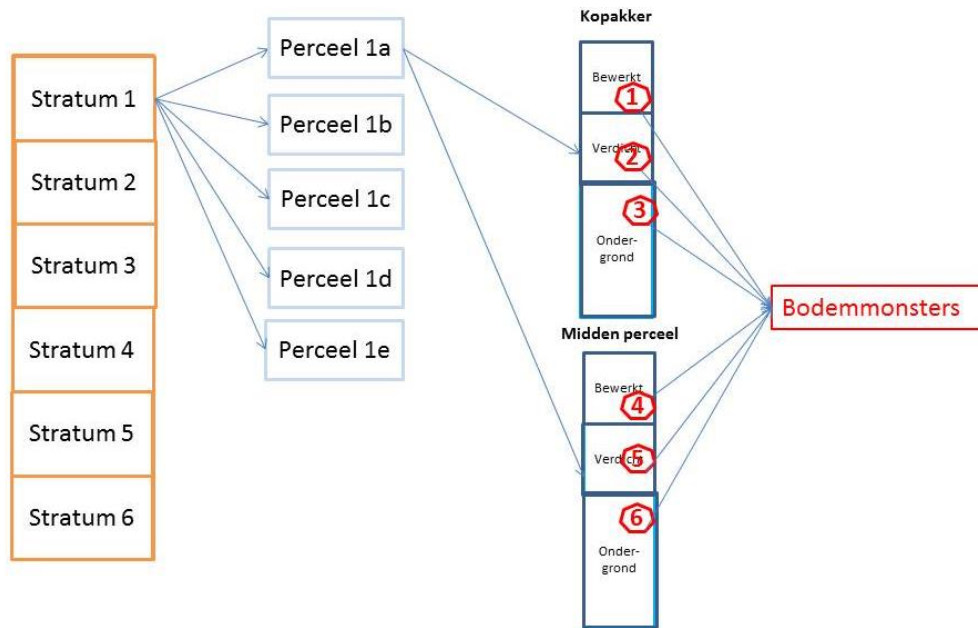 Stratum 1
Stratum 2
Stratum 3
Stratum 4
Stratum 5
Stratum 6
Perceel 1a
Perceel 1b
Perceel 1c
Perceel 1d
Perceel 1e
Kopakker
Bewerkt
1
Verdicht
2
3
Onder-
grond
Midden perceel
Bewerkt
4
Verdicht
5
6
Onder-
grond
Bodemmonsters